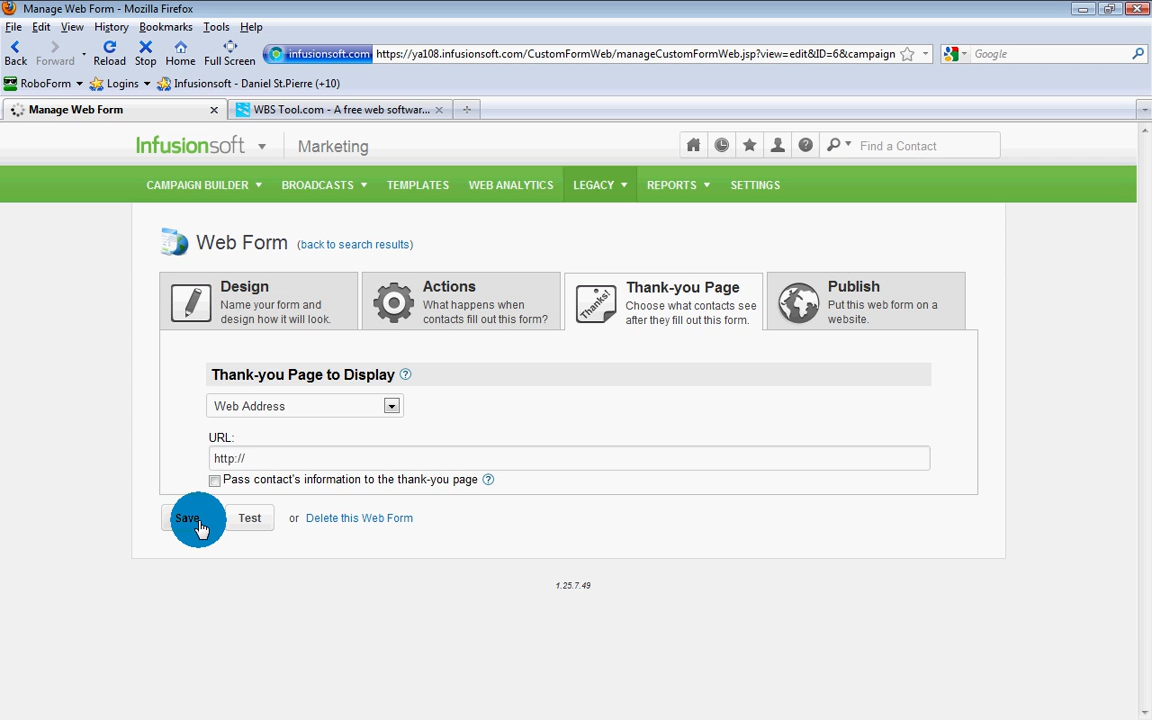 Manage Web Form - Mozilla Firefox
File Edit View History Bookmarks Tools Help
Back Forward Reload Stop Home Full Screen infusionsoft.com https://ya108.infusionsoft.com/CustomFormWeb/manageCustomFormWeb.jsp?view=edit&ID=6&campaign Google
RoboForm Logins Infusionsoft - Daniel St.Pierre (+10)
Manage Web Form WBS Tool.com - A free web softwar...
Infusionsoft Marketing Find a Contact
CAMPAIGN BUILDER BROADCASTS TEMPLATES WEB ANALYTICS LEGACY REPORTS SETTINGS
Web Form (back to search results)
Design
Name your form and
design how it will look.
Actions
What happens when
contacts fill out this form?
Thanks!
Thank-you Page
Choose what contacts see
after they fill out this form.
Publish
Put this web form on a
website.
Thank-you Page to Display ?
Web Address
URL:
http://
Pass contact's information to the thank-you page ?
Save Test or Delete this Web Form
1.25.7.49